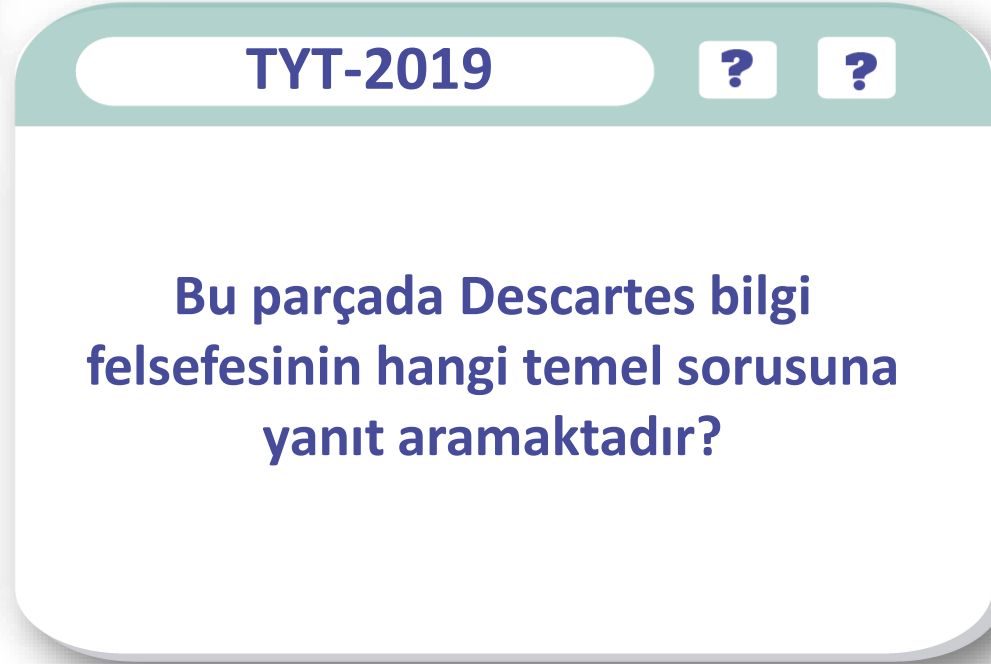 TYT-2019
? ?
Bu parçada Descartes bilgi
felsefesinin hangi temel sorusuna
yanıt aramaktadır?